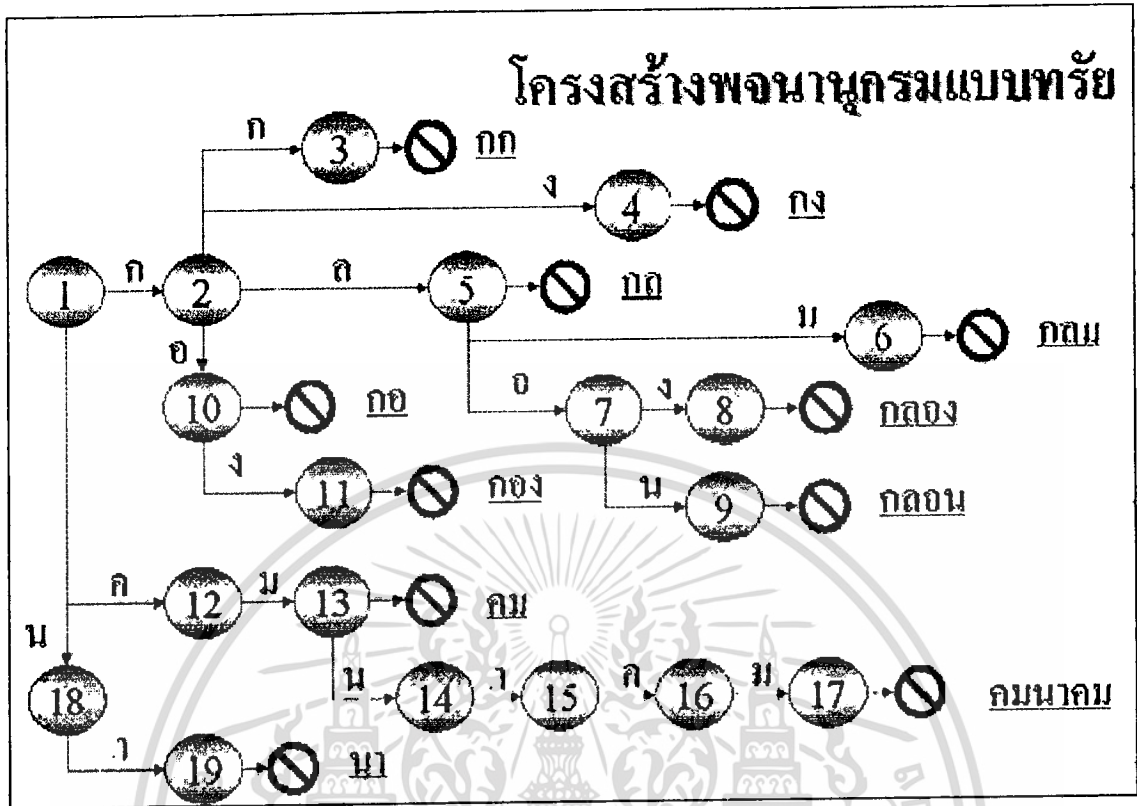 โครงสร้างพจนานุกรมแบบทรัย
ก 3 กก
ง 4 กง
1 ก 2 ล 5 กล
ม 6 กลม
อ 10 กอ
อ 7 ง 8 กลอง
ง 11 กอง
น 9 กลอน
ค 12 ม 13 คม
น 18
น 14 า 15 ค 16 ม 17 คมนาคม
า 19 นา